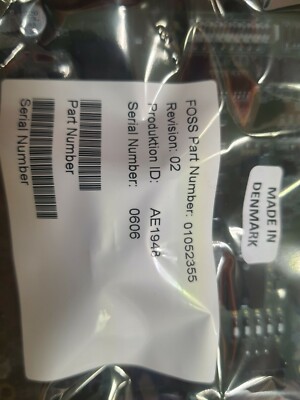 FOSS Part Number: 01052355
Revision: 02
Produktion ID: AE1948
Serial Number: 0606
Part Number
Serial Number
MADE IN
DENMARK